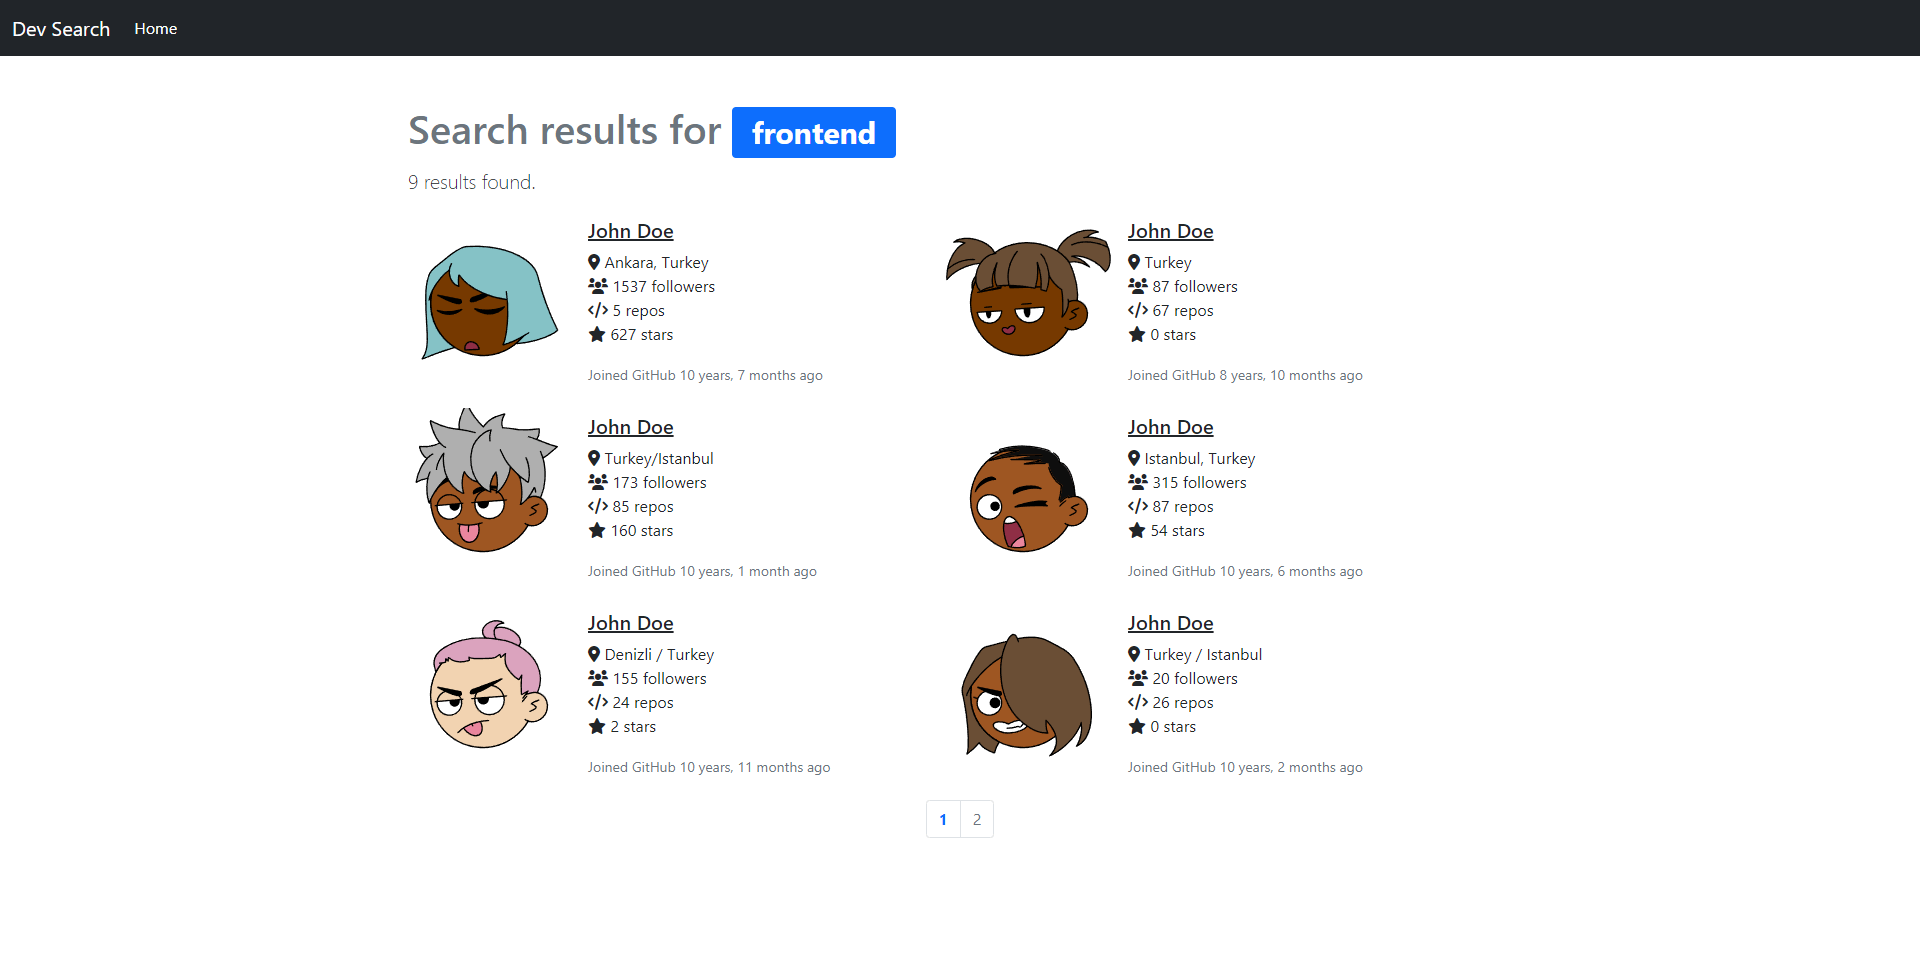 Dev Search Home
Search results for frontend
9 results found.
John Doe
Ankara, Turkey
1537 followers
5 repos
627 stars
Joined GitHub 10 years, 7 months ago
John Doe
Turkey
87 followers
67 repos
0 stars
Joined GitHub 8 years, 10 months ago
John Doe
Turkey/Istanbul
173 followers
85 repos
160 stars
Joined GitHub 10 years, 1 month ago
John Doe
Istanbul, Turkey
315 followers
87 repos
54 stars
Joined GitHub 10 years, 6 months ago
John Doe
Denizli / Turkey
155 followers
24 repos
2 stars
Joined GitHub 10 years, 11 months ago
John Doe
Turkey / Istanbul
20 followers
26 repos
0 stars
Joined GitHub 10 years, 2 months ago
1 2